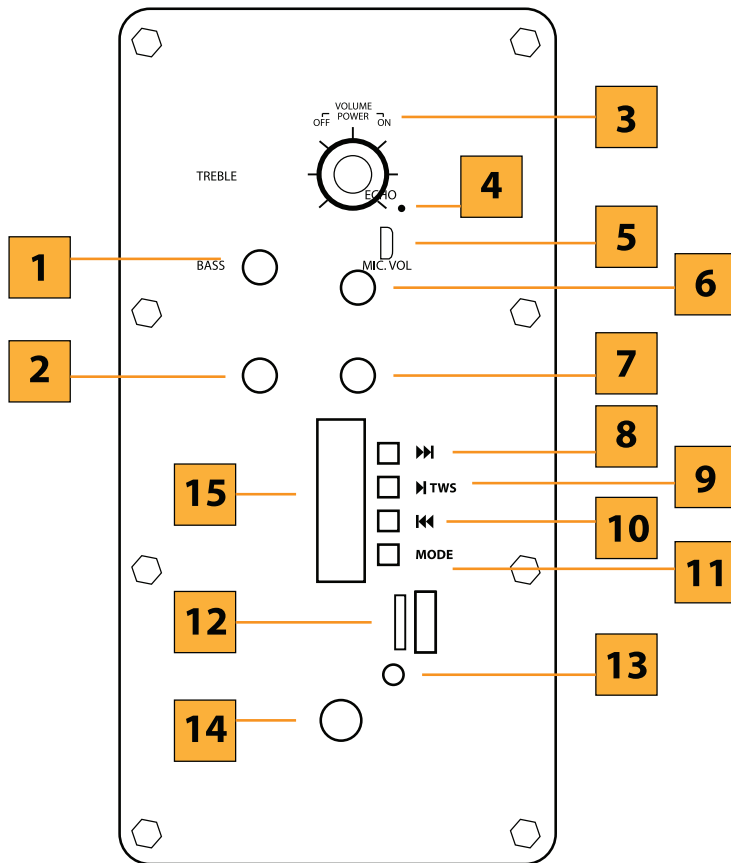 VOLUME
POWER
OFF ON
3
TREBLE
ECHO
4
5
1
BASS
MIC. VOL
6
2
7
8
15
TWS
9
10
MODE
11
12
13
14